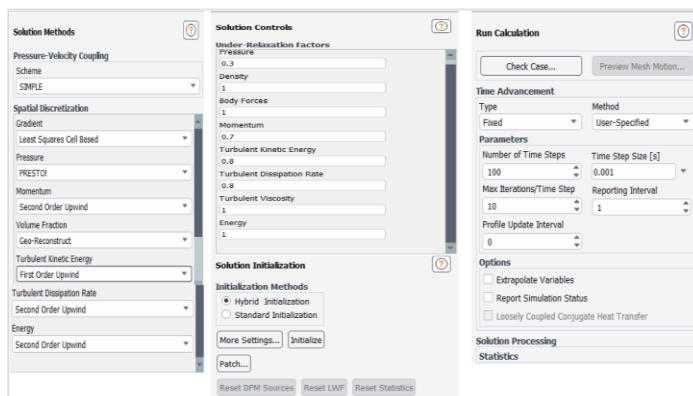 Solution Methods
Pressure-Velocity Coupling
Scheme
SIMPLE
Spatial Discretization
Gradient
Least Squares Cell Based
Pressure
PRESTO!
Momentum
Second Order Upwind
Volume Fraction
Geo-Reconstruct
Turbulent Kinetic Energy
First Order Upwind
Turbulent Dissipation Rate
Second Order Upwind
Energy
Second Order Upwind
Solution Controls
Under-Relaxation Factors
Pressure
0.3
Density
1
Body Forces
1
Momentum
0.7
Turbulent Kinetic Energy
0.8
Turbulent Dissipation Rate
0.8
Turbulent Viscosity
1
Energy
1
Solution Initialization
Initialization Methods
Hybrid Initialization
Standard Initialization
More Settings... Initialize
Patch...
Reset DPM Sources Reset LWF Reset Statistics
Run Calculation
Check Case... Preview Mesh Motion...
Time Advancement
Type Method
Fixed User-Specified
Parameters
Number of Time Steps Time Step Size [s]
100 0.001
Max Iterations/Time Step Reporting Interval
10 1
Profile Update Interval
0
Options
Extrapolate Variables
Report Simulation Status
Loosely Coupled Conjugate Heat Transfer
Solution Processing
Statistics